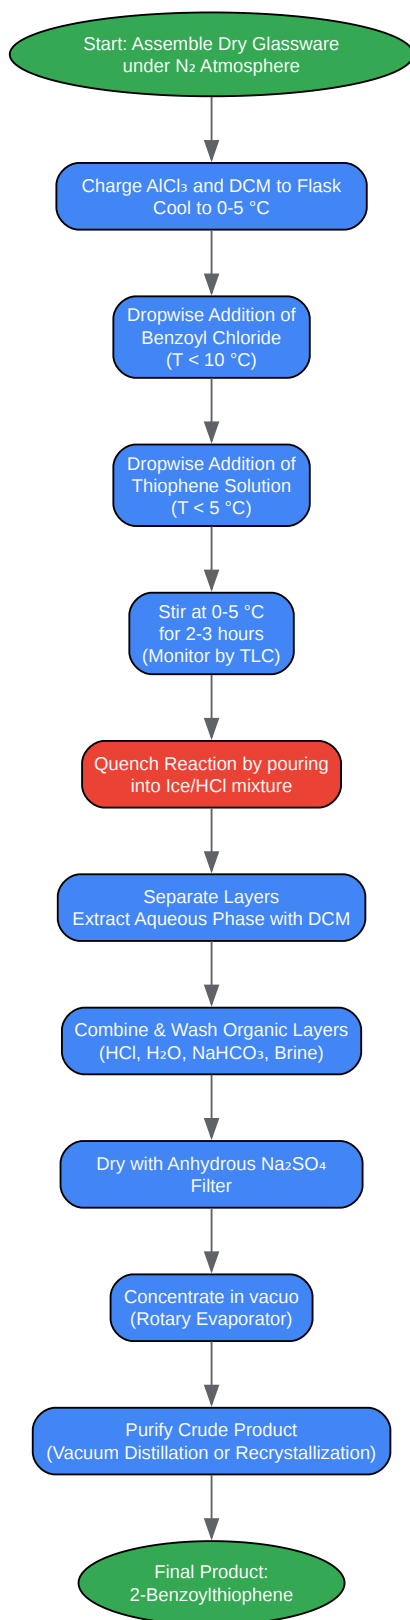 Start: Assemble Dry Glassware
under N₂ Atmosphere
Charge AlCl₃ and DCM to Flask
Cool to 0-5 °C
Dropwise Addition of
Benzoyl Chloride
(T < 10 °C)
Dropwise Addition of
Thiophene Solution
(T < 5 °C)
Stir at 0-5 °C
for 2-3 hours
(Monitor by TLC)
Quench Reaction by pouring
into Ice/HCl mixture
Separate Layers
Extract Aqueous Phase with DCM
Combine & Wash Organic Layers
(HCl, H₂O, NaHCO₃, Brine)
Dry with Anhydrous Na₂SO₄
Filter
Concentrate in vacuo
(Rotary Evaporator)
Purify Crude Product
(Vacuum Distillation or Recrystallization)
Final Product:
2-Benzoylthiophene